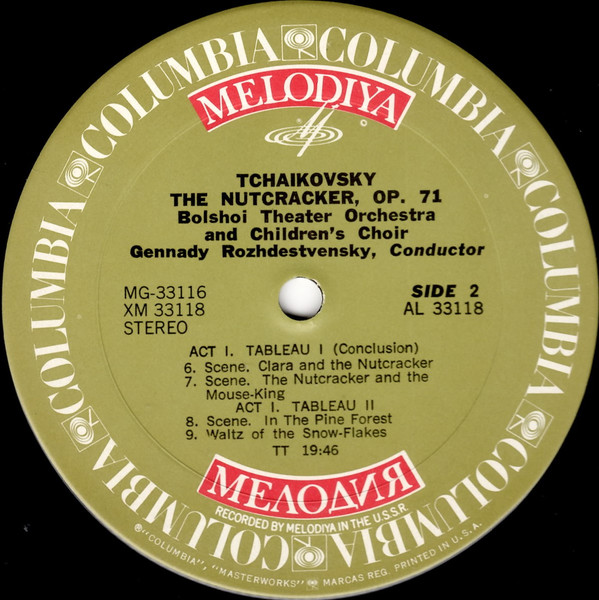 COLUMBIA COLUMBIA COLUMBIA COLUMBIA COLUMBIA COLUMBIA COLUMBIA COLUMBIA
MELODIYA
©
TCHAIKOVSKY
THE NUTCRACKER, OP. 71
Bolshoi Theater Orchestra
and Children's Choir
Gennady Rozhdestvensky, Conductor
MG-33116
XM 33118
STEREO
SIDE 2
AL 33118
ACT I. TABLEAU I (Conclusion)
6. Scene. Clara and the Nutcracker
7. Scene. The Nutcracker and the
Mouse-King
ACT I. TABLEAU II
8. Scene. In The Pine Forest
9. Waltz of the Snow-Flakes
TT 19:46
МЕЛОДИЯ
RECORDED BY MELODIYA IN THE U.S.S.R.
℗ "COLUMBIA", "MASTERWORKS" MARCAS REG. PRINTED IN U.S.A.